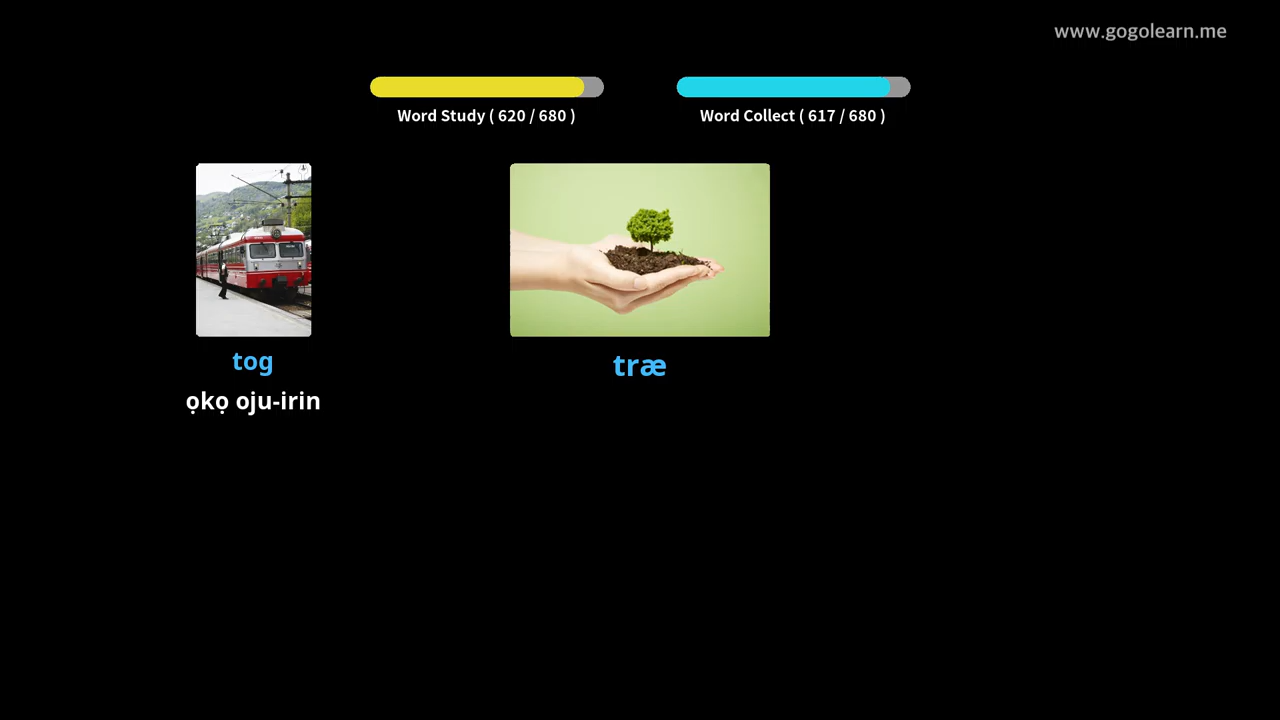 www.gogolearn.me
Word Study ( 620 / 680 )
Word Collect ( 617 / 680 )
tog
ọkọ oju-irin
træ